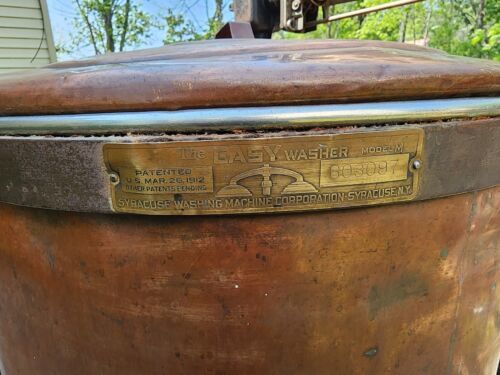 The EASY WASHER MODEL M
PATENTED
U.S. MAR. 26, 1912
OTHER PATENTS PENDING
603097
SYRACUSE WASHING MACHINE CORPORATION-SYRACUSE, N.Y.